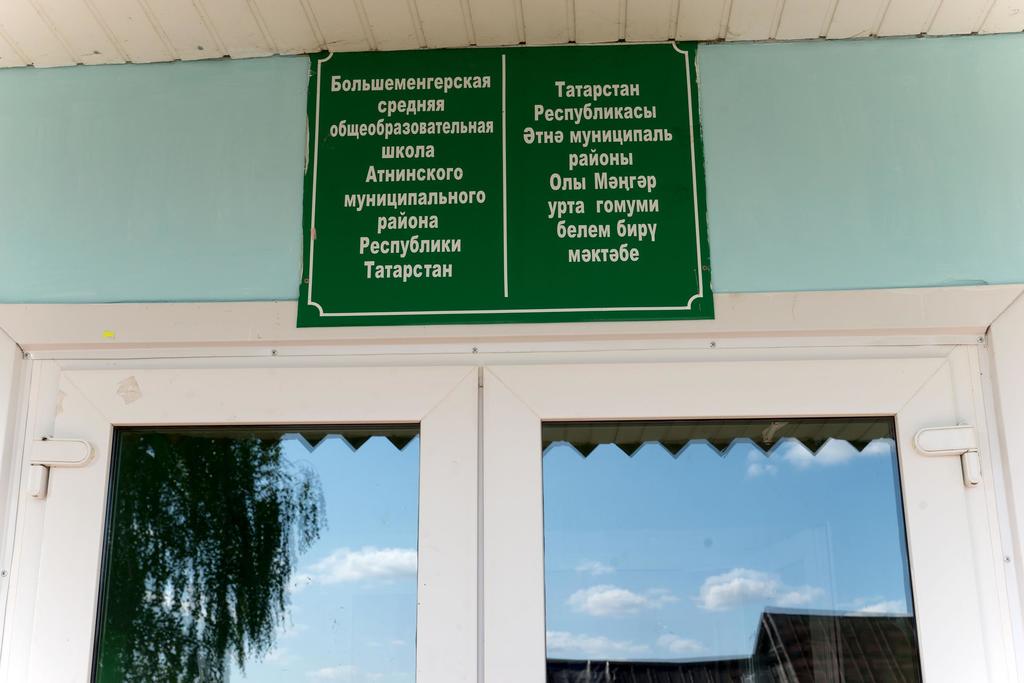 Большеменгерская
средняя
общеобразовательная
школа
Атнинского
муниципального
района
Республики
Татарстан
Татарстан
Республикасы
Әтнә муниципаль
районы
Олы Мәңгәр
урта гомуми
белем бирү
мәктәбе